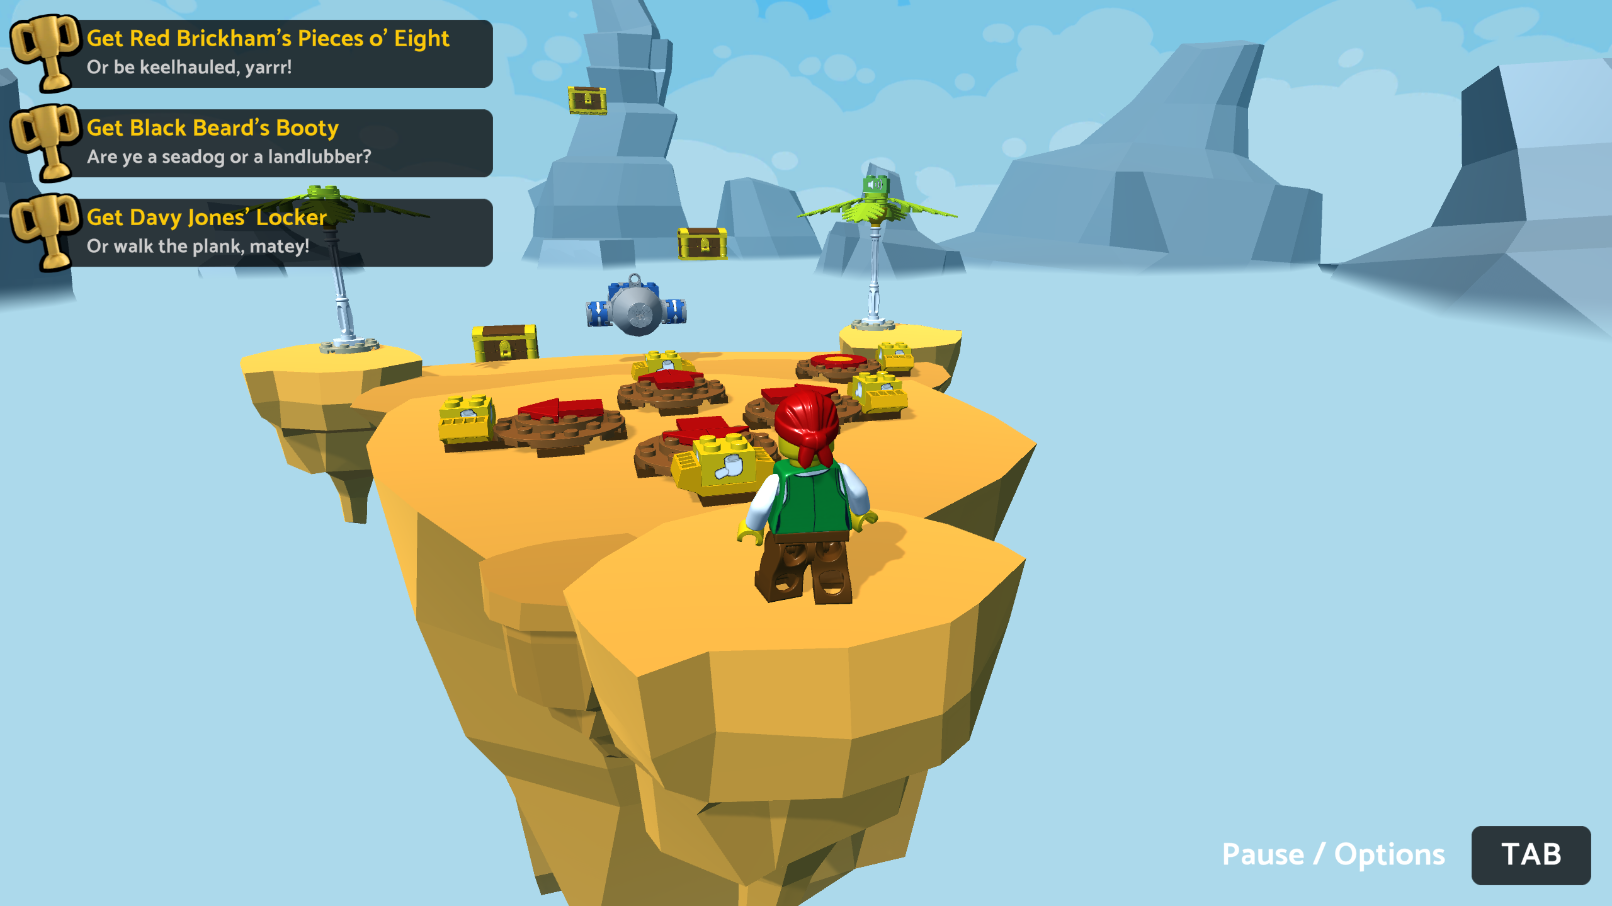 Get Red Brickham's Pieces o' Eight
Or be keelhauled, yarrr!
Get Black Beard's Booty
Are ye a seadog or a landlubber?
Get Davy Jones' Locker
Or walk the plank, matey!
Pause / Options
TAB